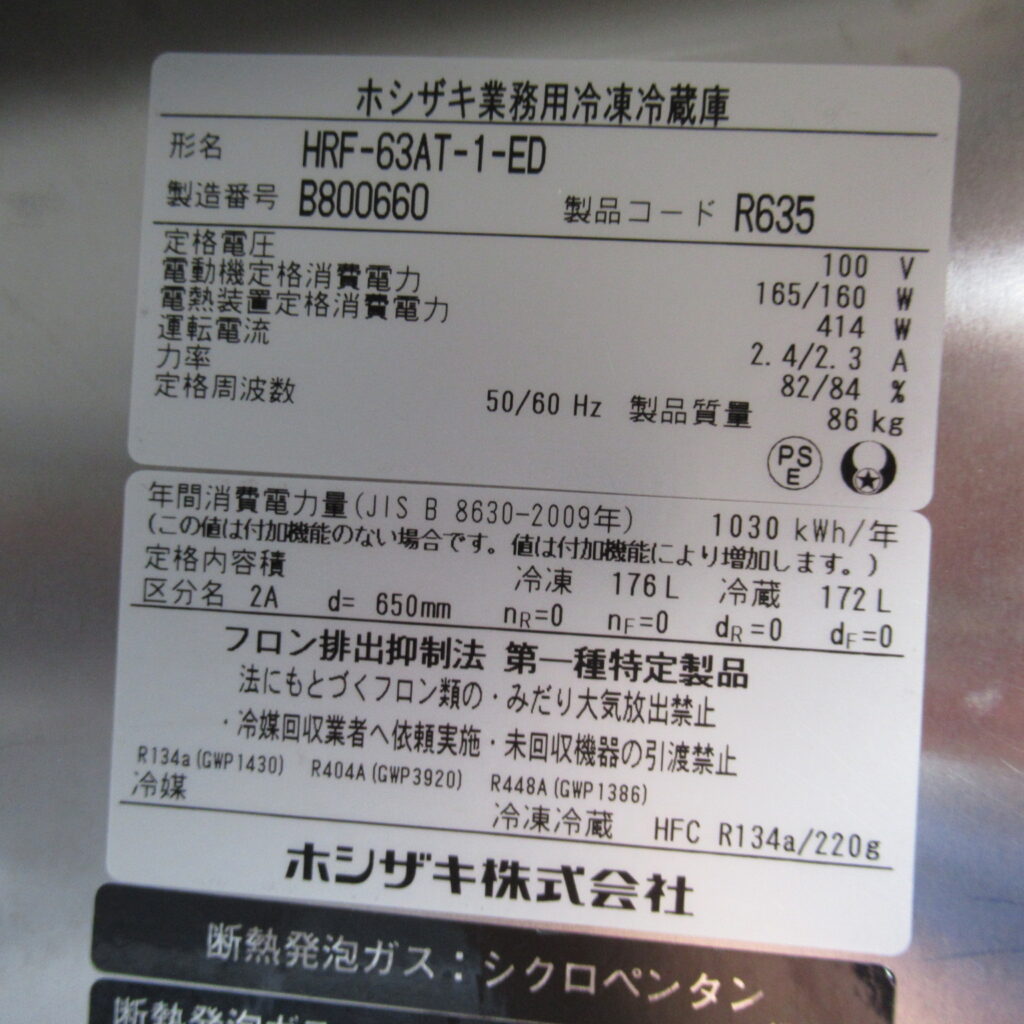 ホシザキ業務用冷凍冷蔵庫
形名 HRF-63AT-1-ED
製造番号 B800660 製品コード R635
定格電圧 100 V
電動機定格消費電力 165/160 W
電熱装置定格消費電力 414 W
運転電流 2.4/2.3 A
力率 82/84 %
定格周波数 50/60 Hz 製品質量 86 kg
PS
E
年間消費電力量(JIS B 8630-2009年) 1030 kWh/年
(この値は付加機能のない場合です。値は付加機能により増加します。)
定格内容積 冷凍 176 L 冷蔵 172 L
区分名 2A d= 650mm nR=0 nF=0 dR=0 dF=0
フロン排出抑制法 第一種特定製品
法にもとづくフロン類の・みだり大気放出禁止
・冷媒回収業者へ依頼実施・未回収機器の引渡禁止
R134a(GWP1430) R404A(GWP3920) R448A(GWP1386)
冷媒 冷凍冷蔵 HFC R134a/220g
ホシザキ株式会社
断熱発泡ガス:シクロペンタン
断熱発泡ガス